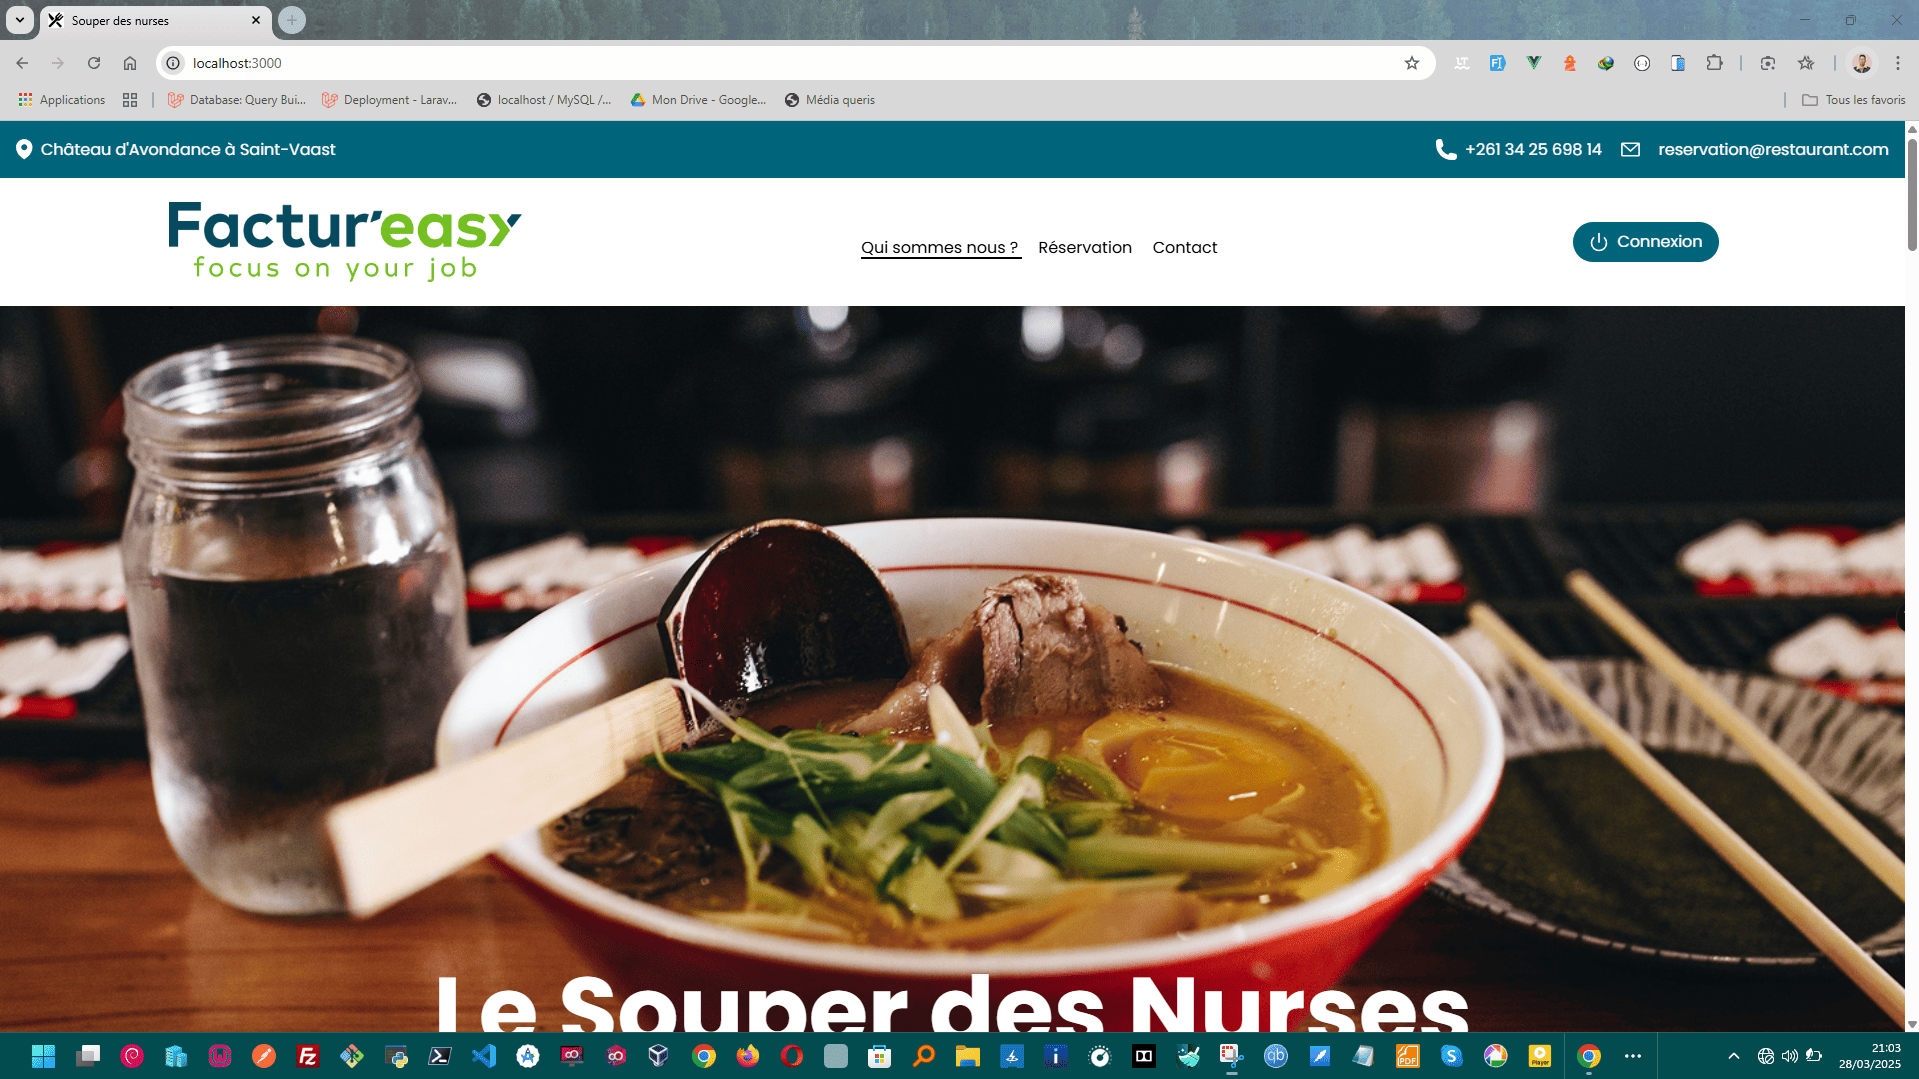 Souper des nurses
localhost:3000
Applications
Database: Query Bui...
Deployment - Larav...
localhost / MySQL /...
Mon Drive - Google...
Média queris
Tous les favoris
Château d'Avondance à Saint-Vaast
+261 34 25 698 14
reservation@restaurant.com
Factur'easy
focus on your job
Qui sommes nous ?
Réservation
Contact
Connexion
Le Souper des Nurses
21:03
28/03/2025